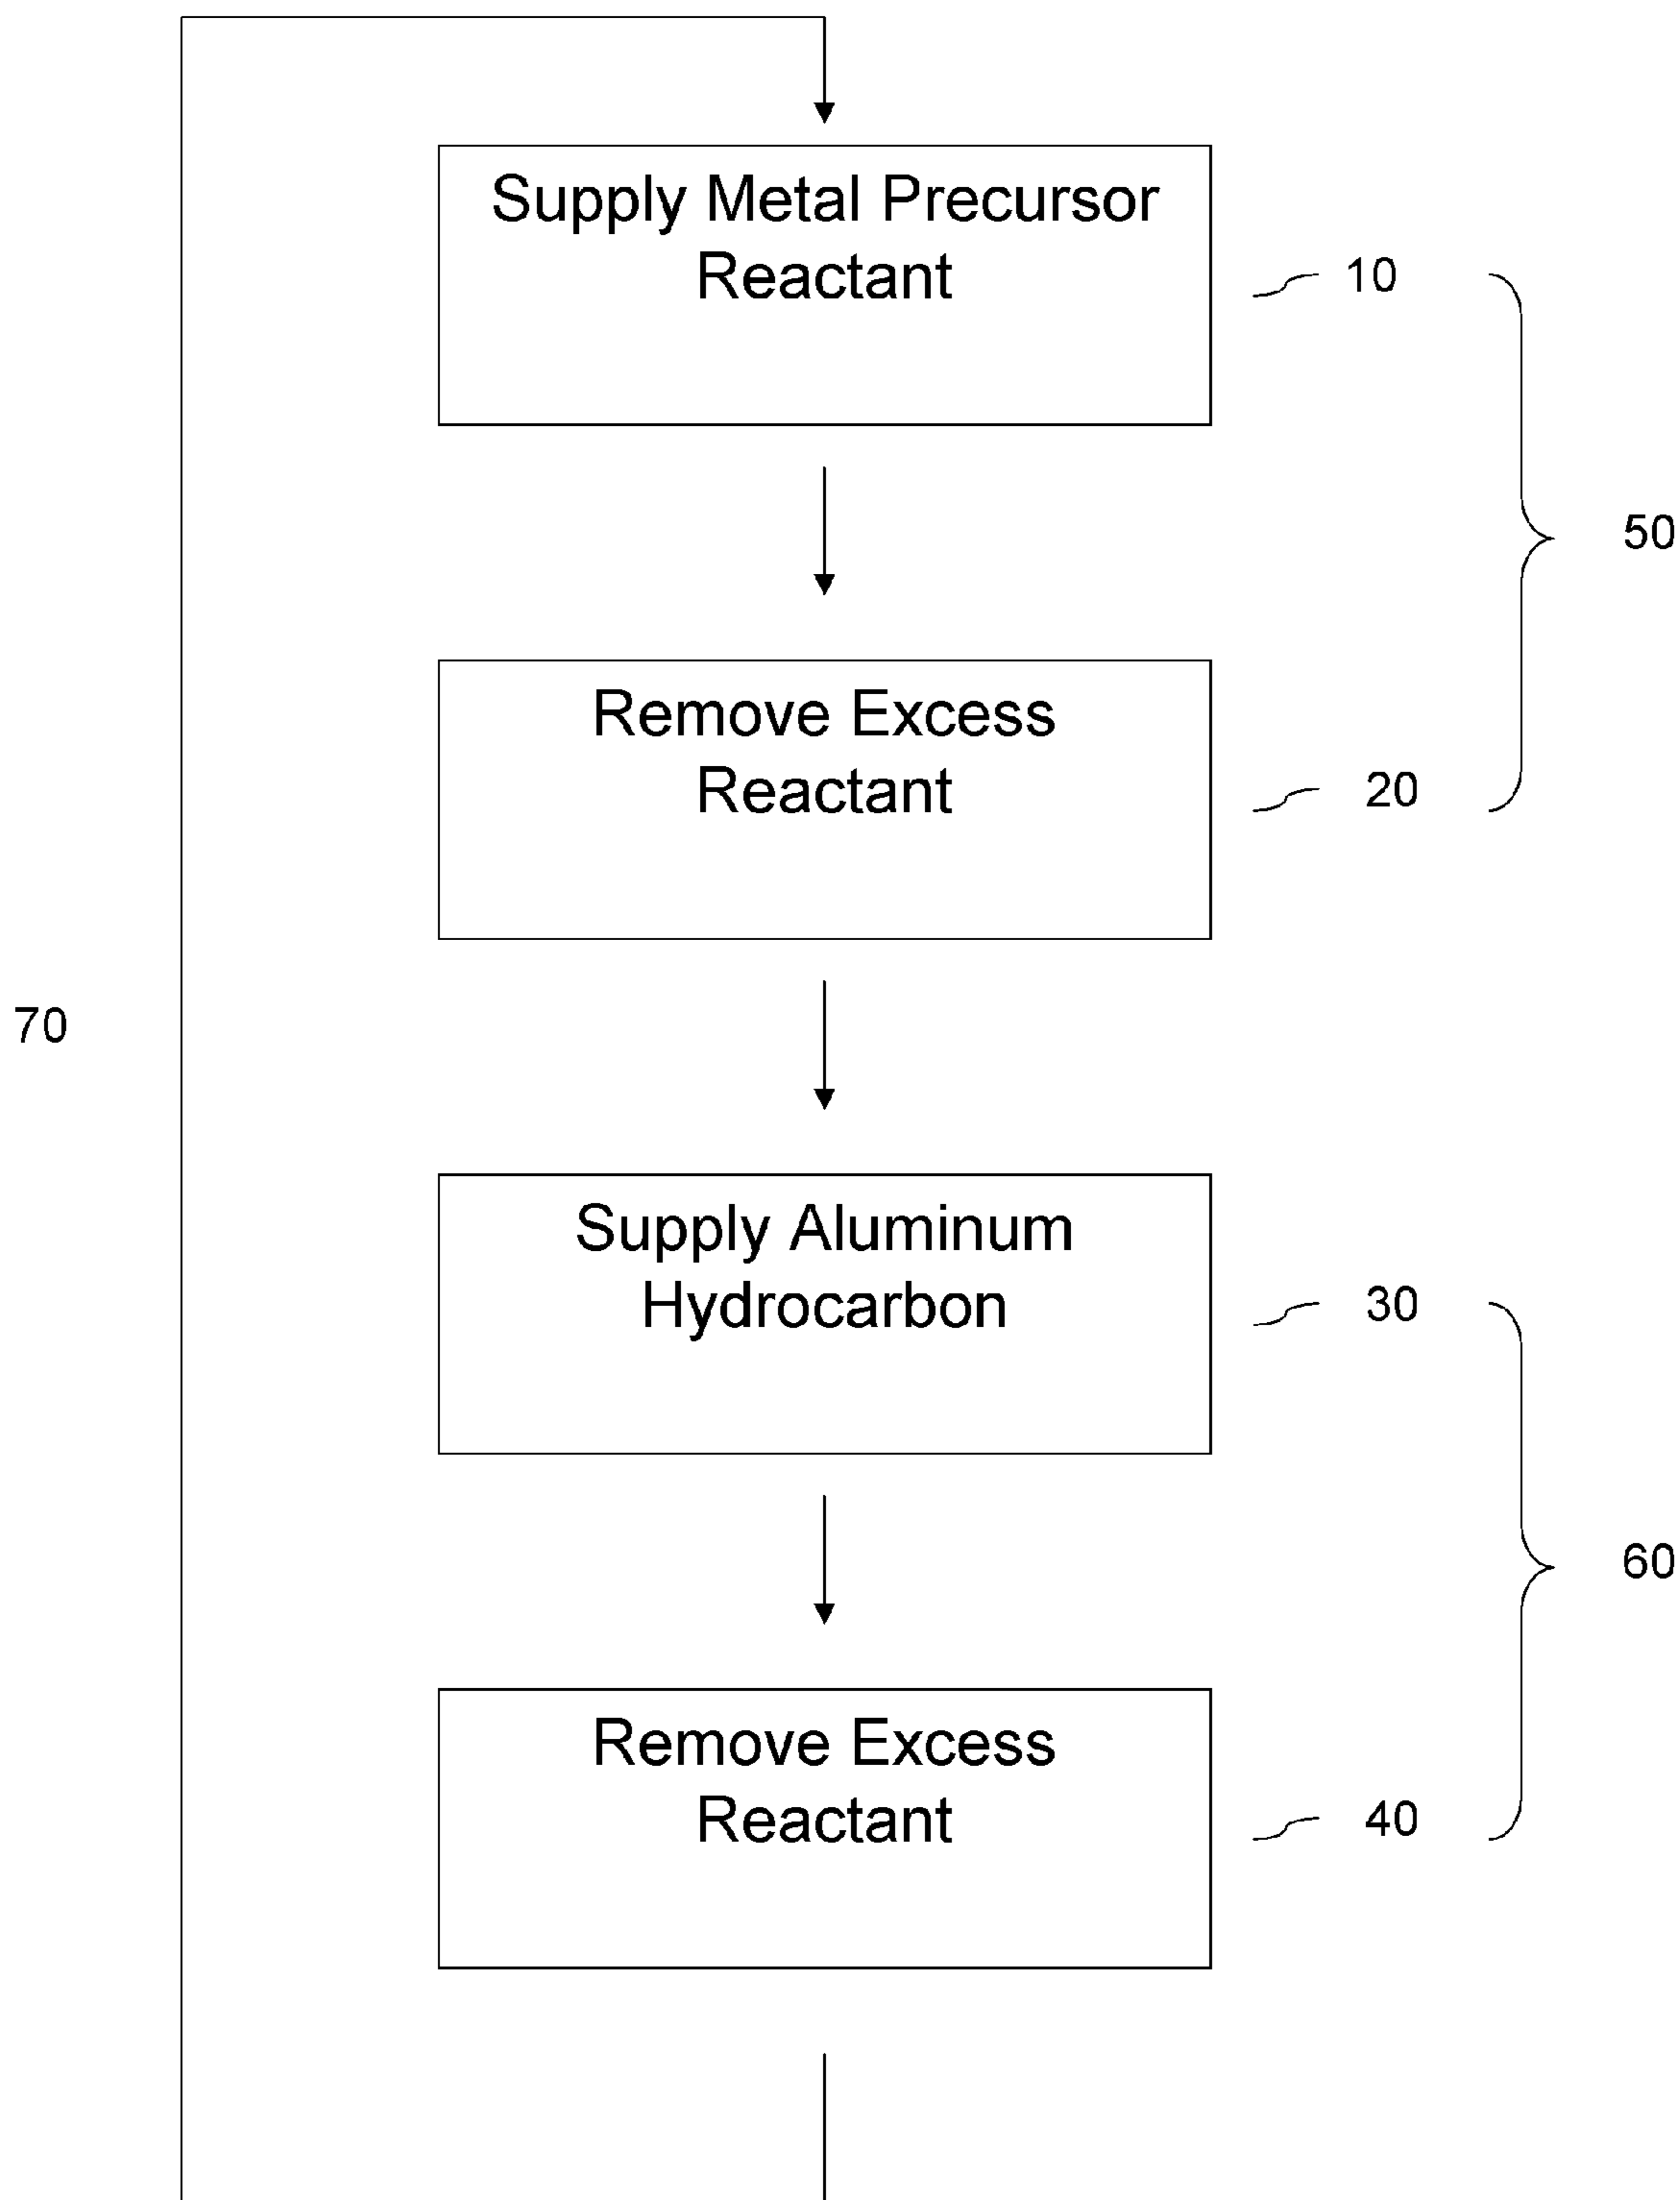 Supply Metal Precursor
Reactant
10
50
Remove Excess
Reactant
20
70
Supply Aluminum
Hydrocarbon
30
60
Remove Excess
Reactant
40